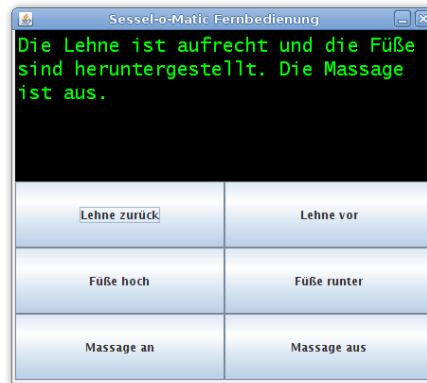 Sessel-o-Matic Fernbedienung
Die Lehne ist aufrecht und die Füße
sind heruntergestellt. Die Massage
ist aus.
Lehne zurück
Lehne vor
Füße hoch
Füße runter
Massage an
Massage aus